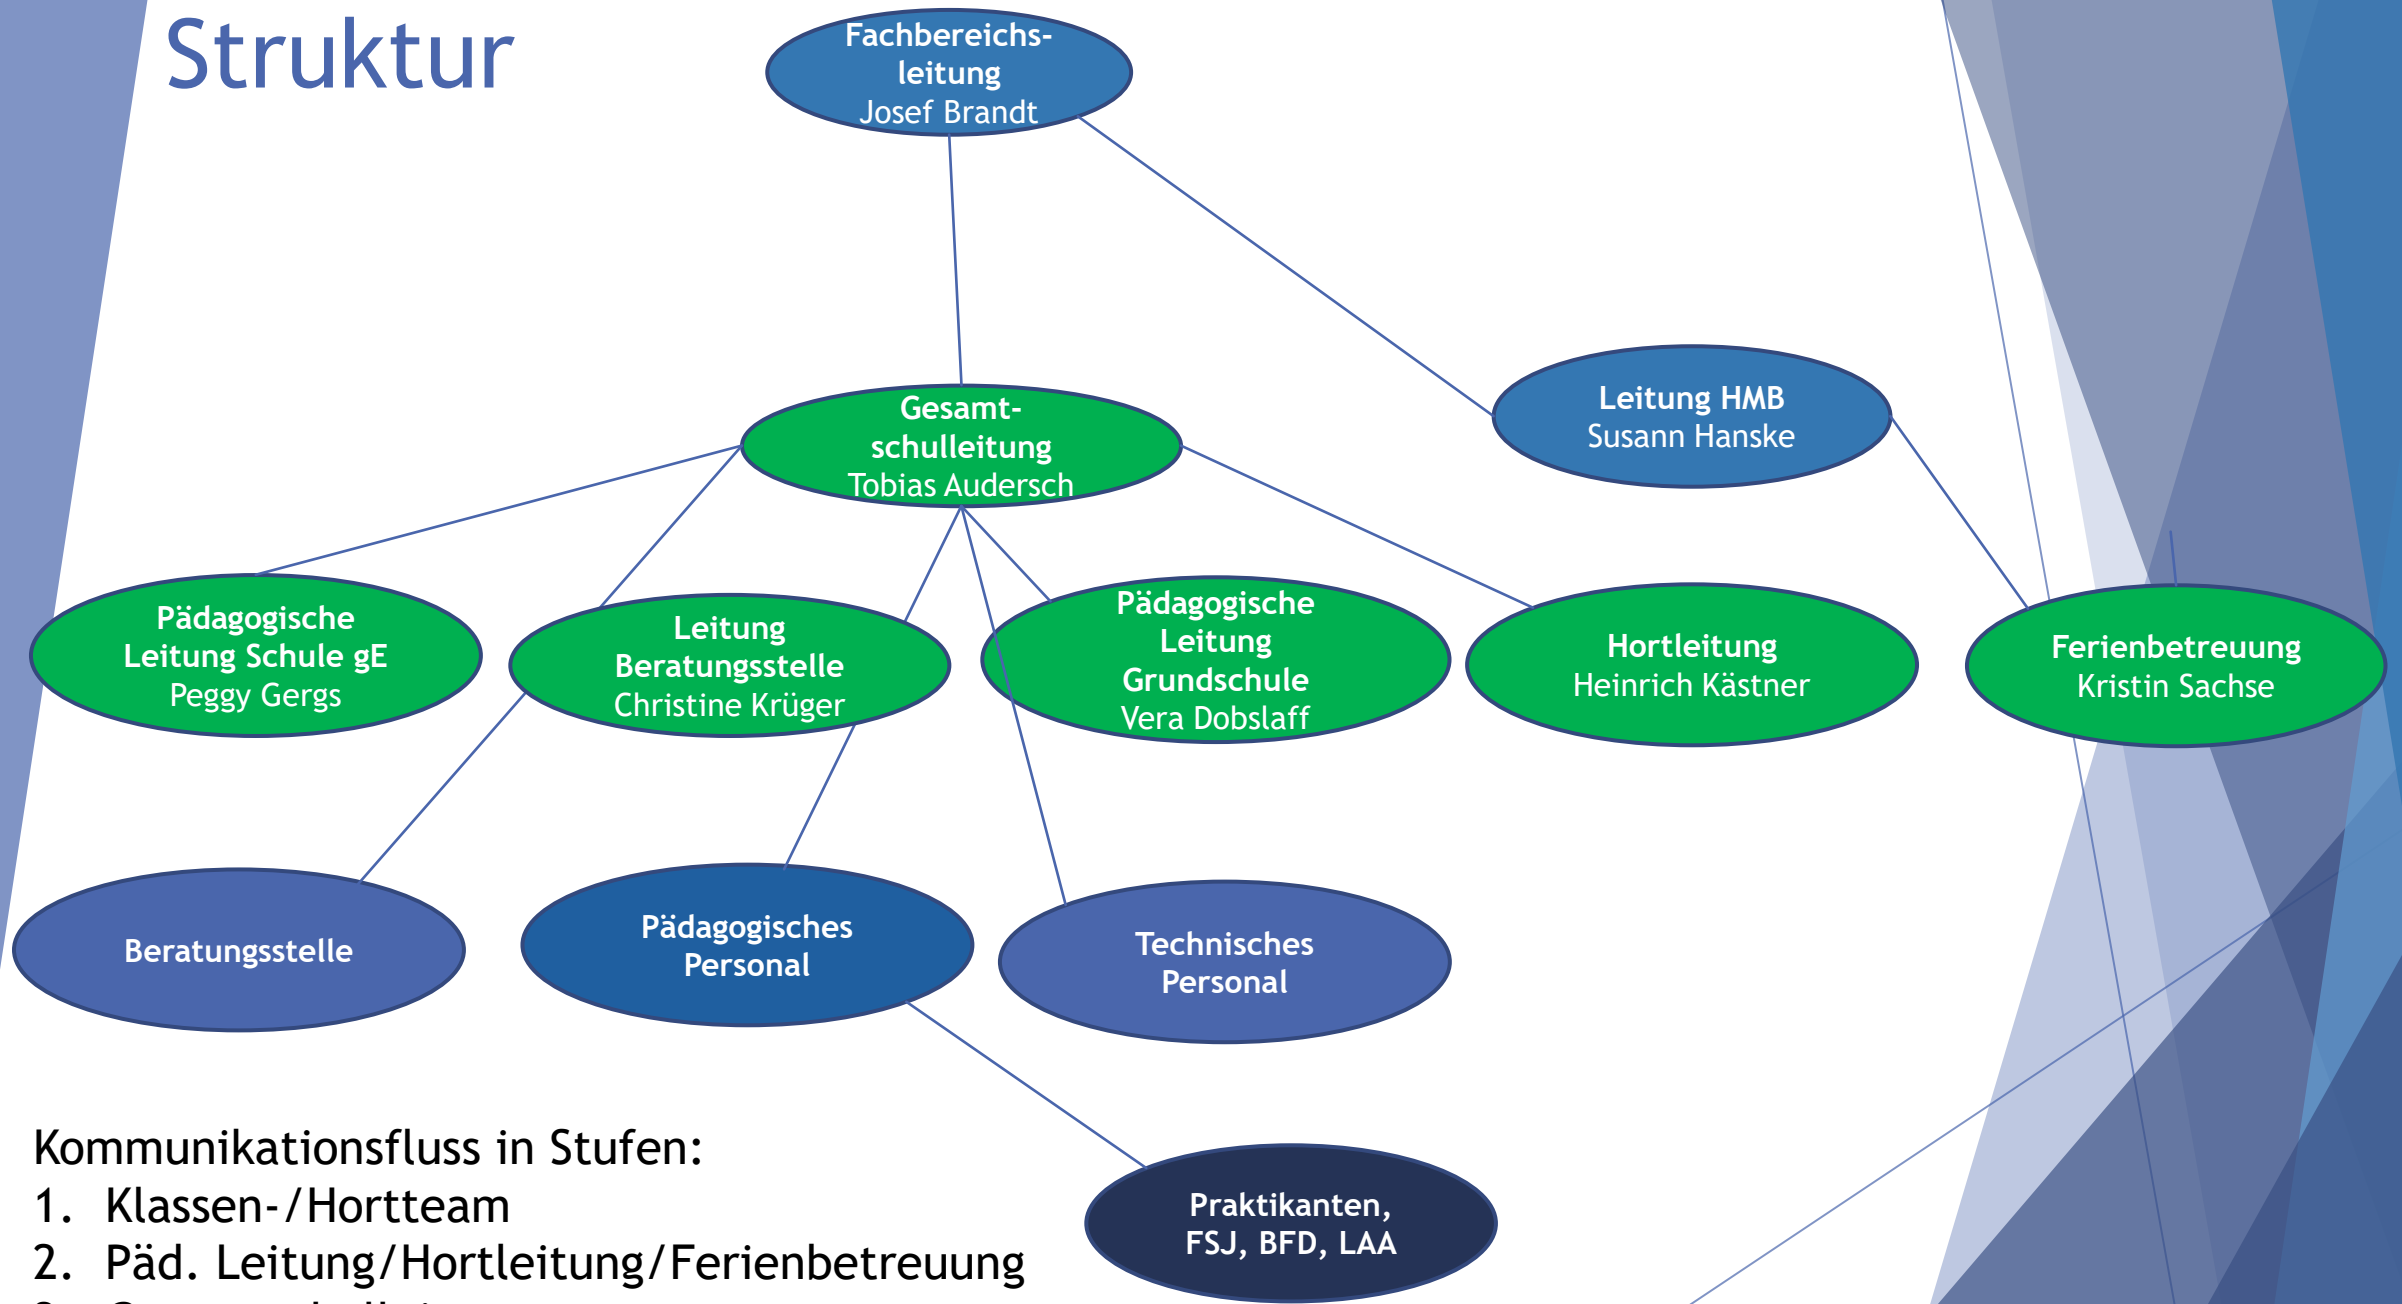 Struktur
Fachbereichs-
leitung
Josef Brandt
Gesamt-
schulleitung
Tobias Audersch
Leitung HMB
Susann Hanske
Pädagogische
Leitung Schule gE
Peggy Gergs
Leitung
Beratungsstelle
Christine Krüger
Pädagogische
Leitung
Grundschule
Vera Dobslaff
Hortleitung
Heinrich Kästner
Ferienbetreuung
Kristin Sachse
Beratungsstelle
Pädagogisches
Personal
Technisches
Personal
Praktikanten,
FSJ, BFD, LAA
Kommunikationsfluss in Stufen:
1. Klassen-/Hortteam
2. Päd. Leitung/Hortleitung/Ferienbetreuung